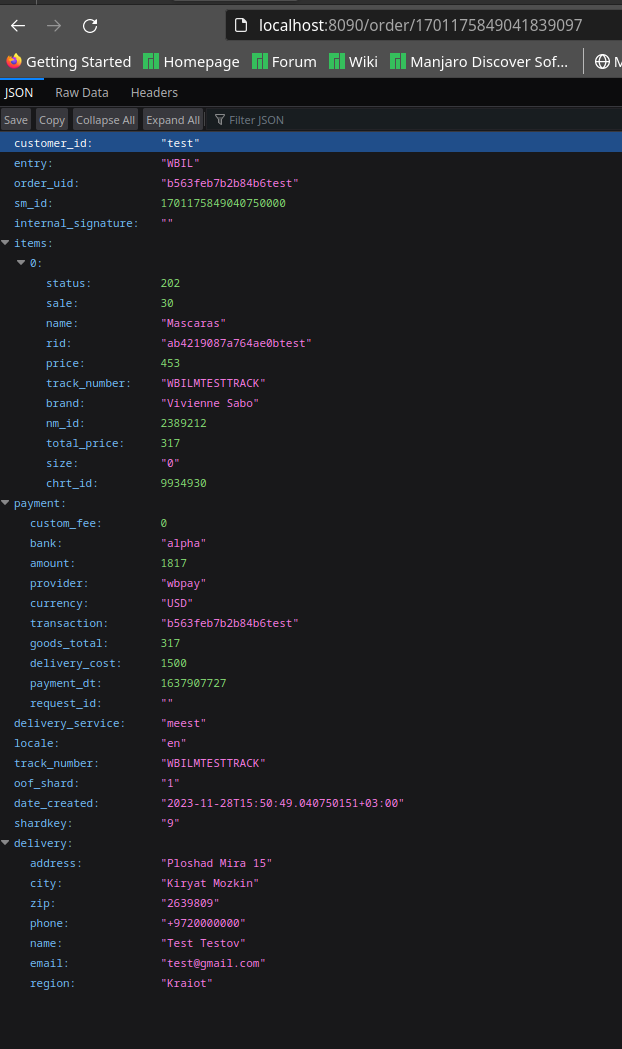 localhost:8090/order/1701175849041839097
Getting Started Homepage Forum Wiki Manjaro Discover Sof... M
JSON Raw Data Headers
Save Copy Collapse All Expand All Filter JSON
customer_id: "test"
entry: "WBIL"
order_uid: "b563feb7b2b84b6test"
sm_id: 1701175849040750000
internal_signature: ""
items:
0:
status: 202
sale: 30
name: "Mascaras"
rid: "ab4219087a764ae0btest"
price: 453
track_number: "WBILMTESTTRACK"
brand: "Vivienne Sabo"
nm_id: 2389212
total_price: 317
size: "0"
chrt_id: 9934930
payment:
custom_fee: 0
bank: "alpha"
amount: 1817
provider: "wbpay"
currency: "USD"
transaction: "b563feb7b2b84b6test"
goods_total: 317
delivery_cost: 1500
payment_dt: 1637907727
request_id: ""
delivery_service: "meest"
locale: "en"
track_number: "WBILMTESTTRACK"
oof_shard: "1"
date_created: "2023-11-28T15:50:49.040750151+03:00"
shardkey: "9"
delivery:
address: "Ploshad Mira 15"
city: "Kiryat Mozkin"
zip: "2639809"
phone: "+9720000000"
name: "Test Testov"
email: "test@gmail.com"
region: "Kraiot"